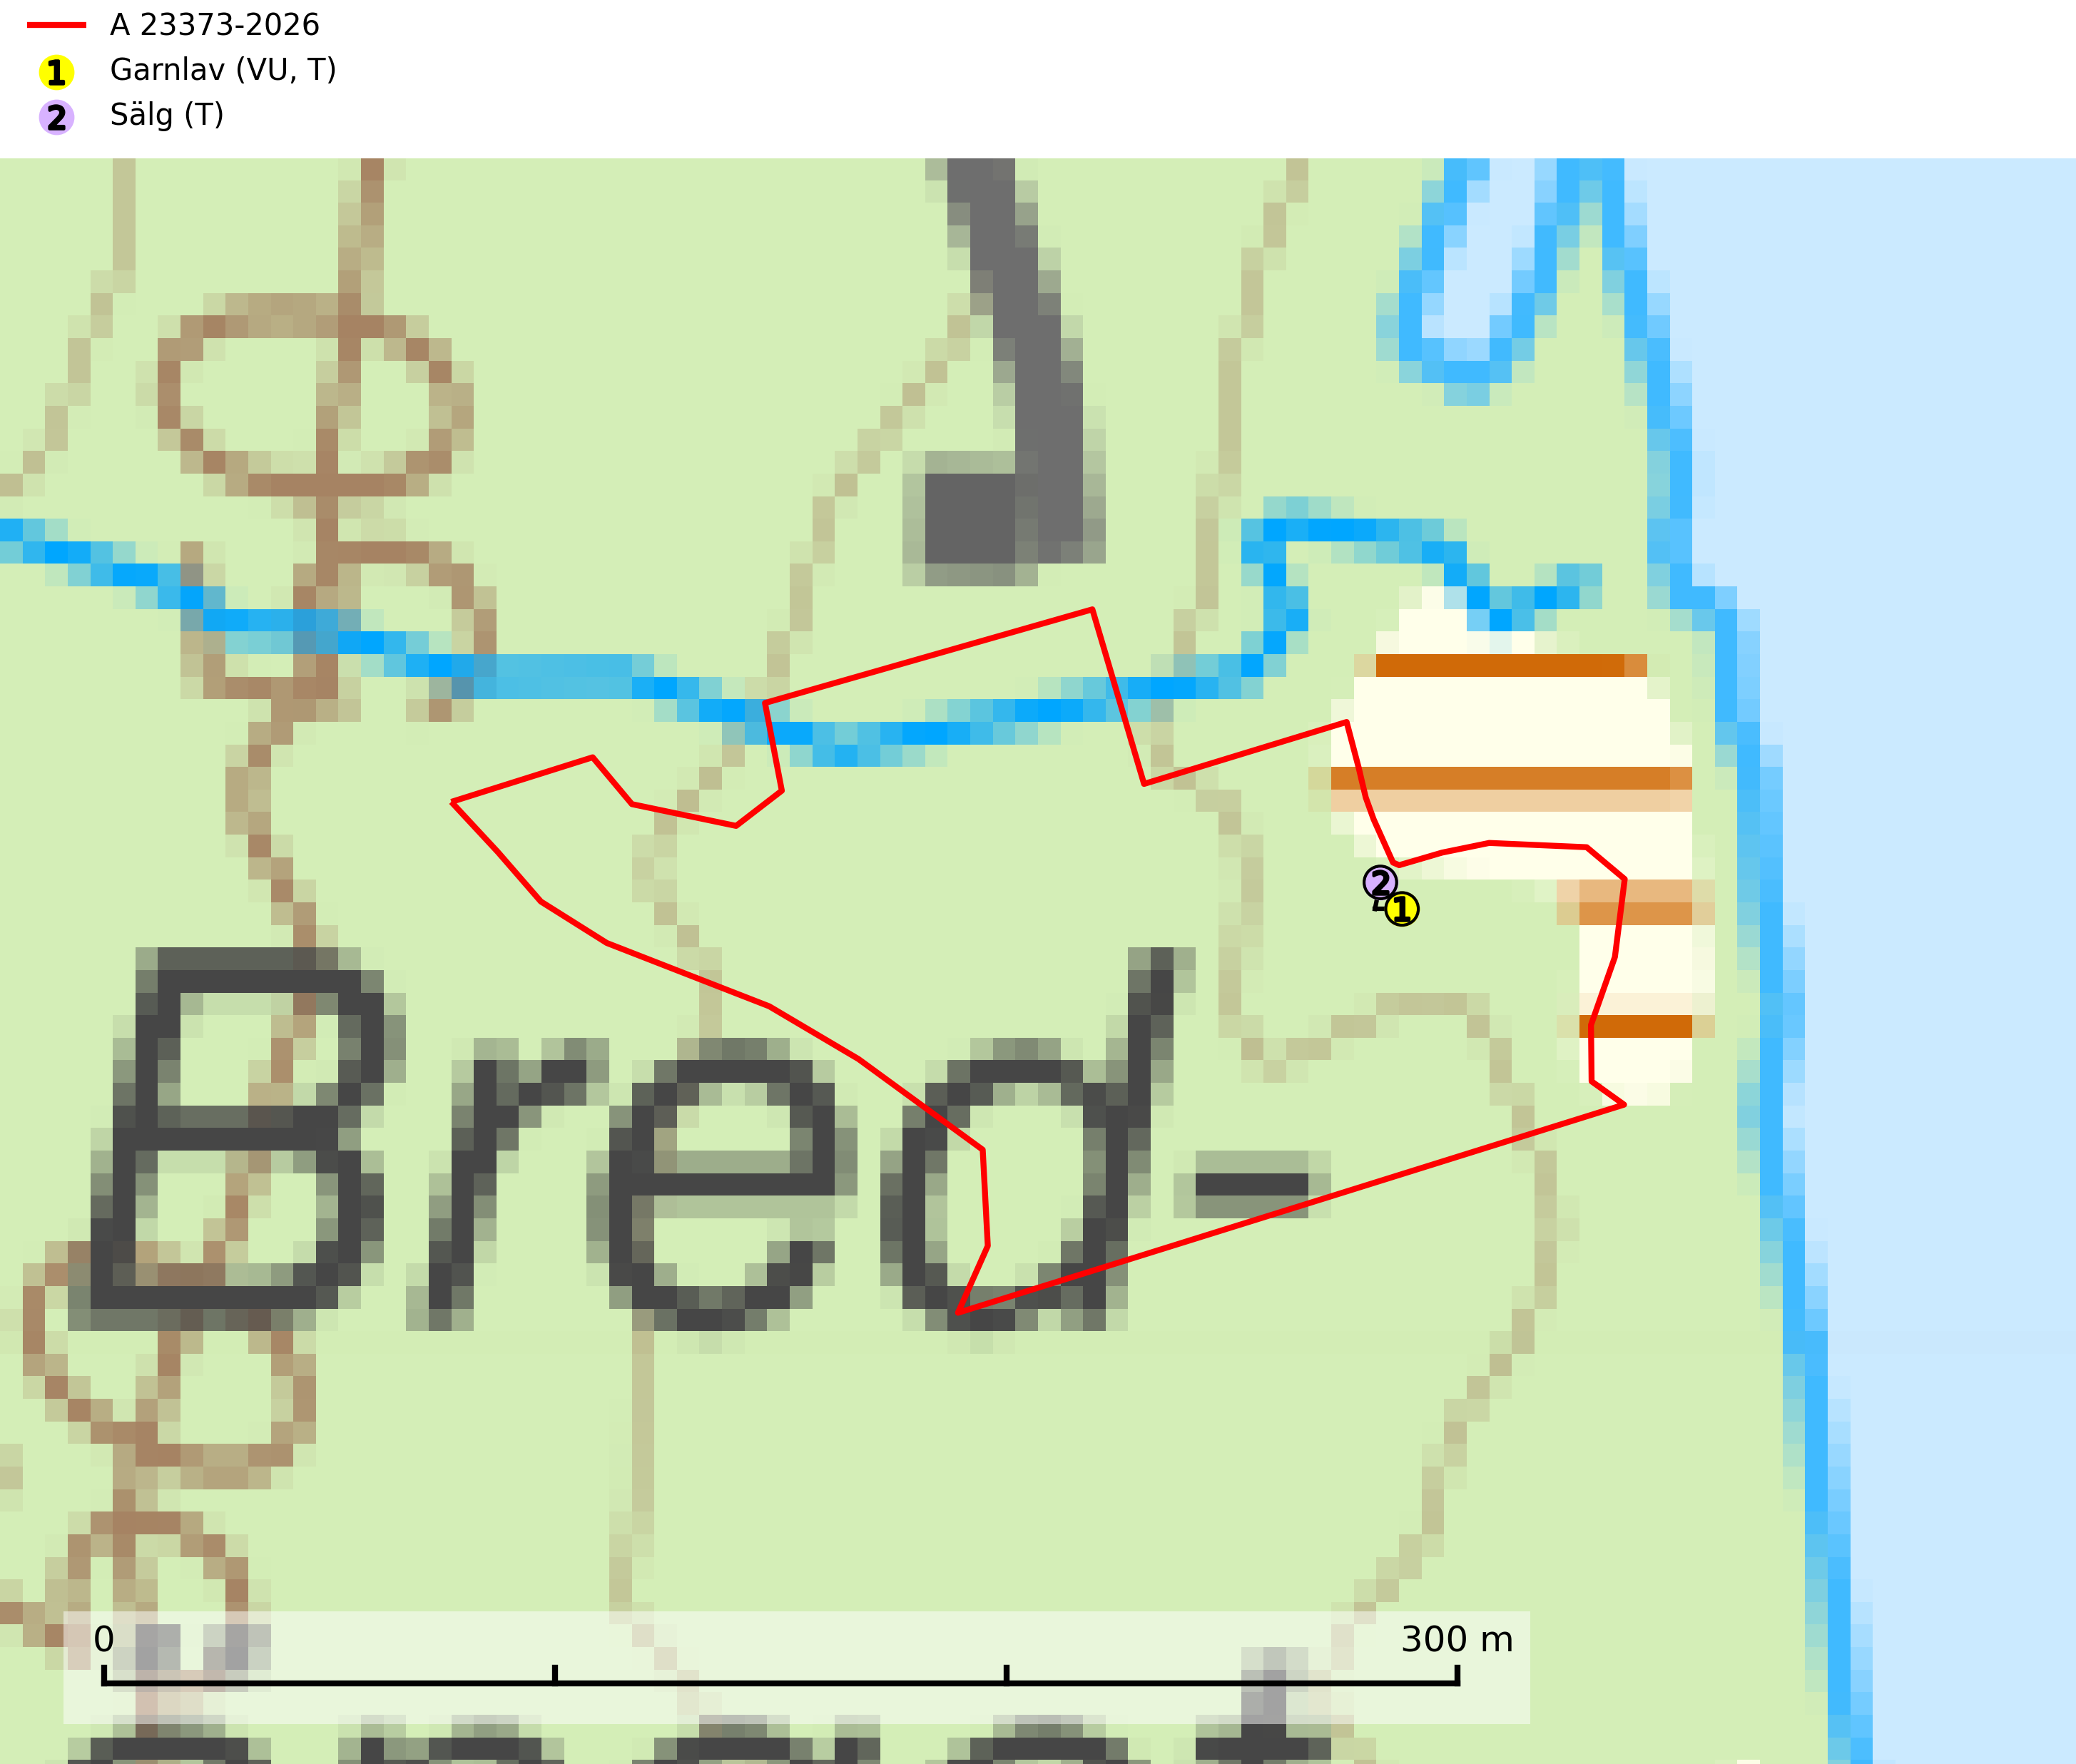 A 23373-2026
1 Garnlav (VU, T)
2 Sälg (T)
2
1
Bred-
0 300 m